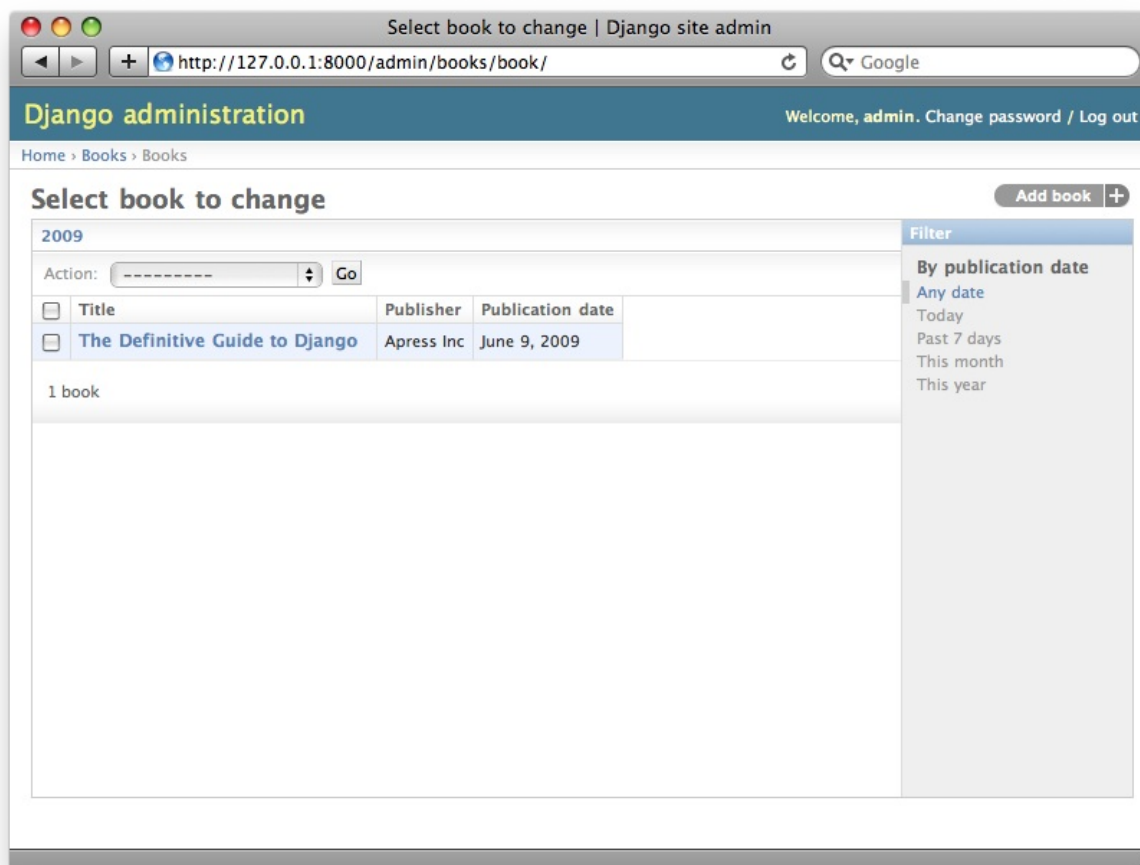 Select book to change | Django site admin
http://127.0.0.1:8000/admin/books/book/
Google
Django administration
Welcome, admin. Change password / Log out
Home › Books › Books
Select book to change
Add book +
2009
Action: --------- Go
Title Publisher Publication date
The Definitive Guide to Django Apress Inc June 9, 2009
1 book
Filter
By publication date
Any date
Today
Past 7 days
This month
This year